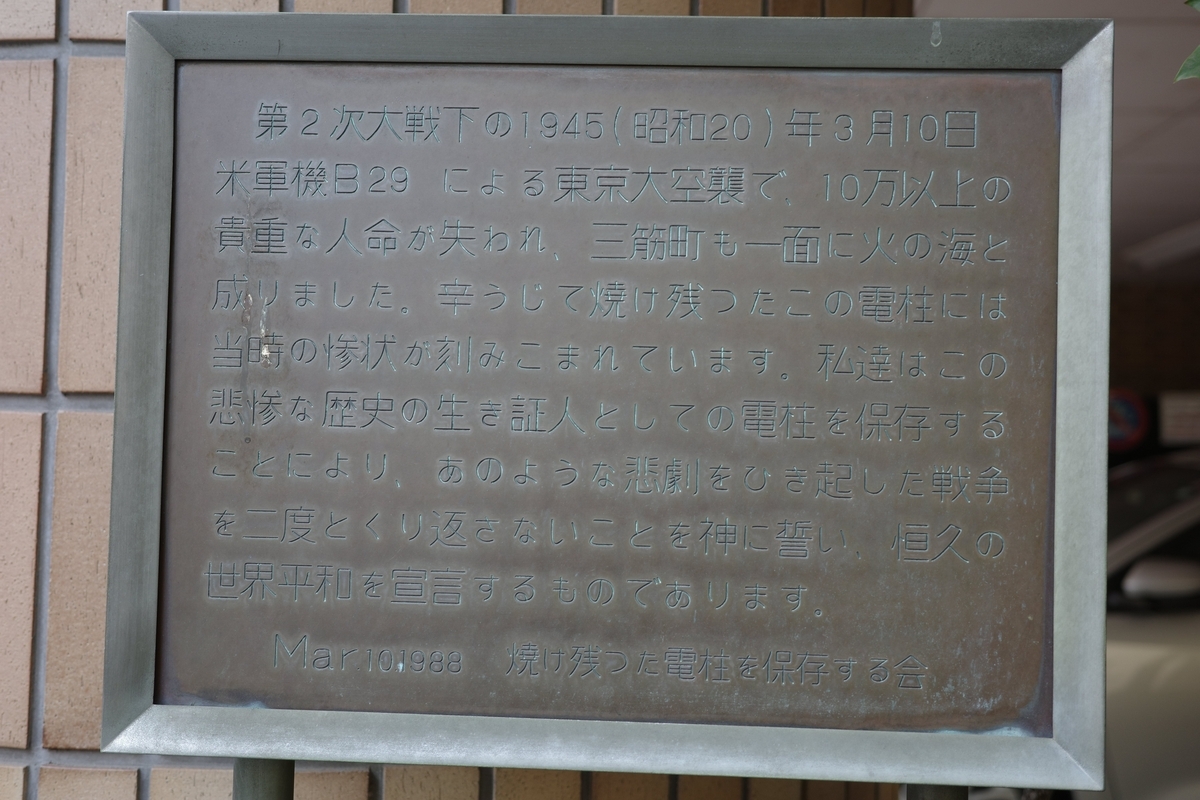 第2次大戦下の1945(昭和20)年3月10日
米軍機B29 による東京大空襲で、10万以上の
貴重な人命が失われ、三筋町も一面に火の海と
成りました。辛うじて焼け残つたこの電柱には
当時の惨状が刻みこまれています。私達はこの
悲惨な歴史の生き証人としての電柱を保存する
ことにより、あのような悲劇をひき起した戦争
を二度とくり返さないことを神に誓い、恒久の
世界平和を宣言するものであります。
Mar10,1988 焼け残つた電柱を保存する会